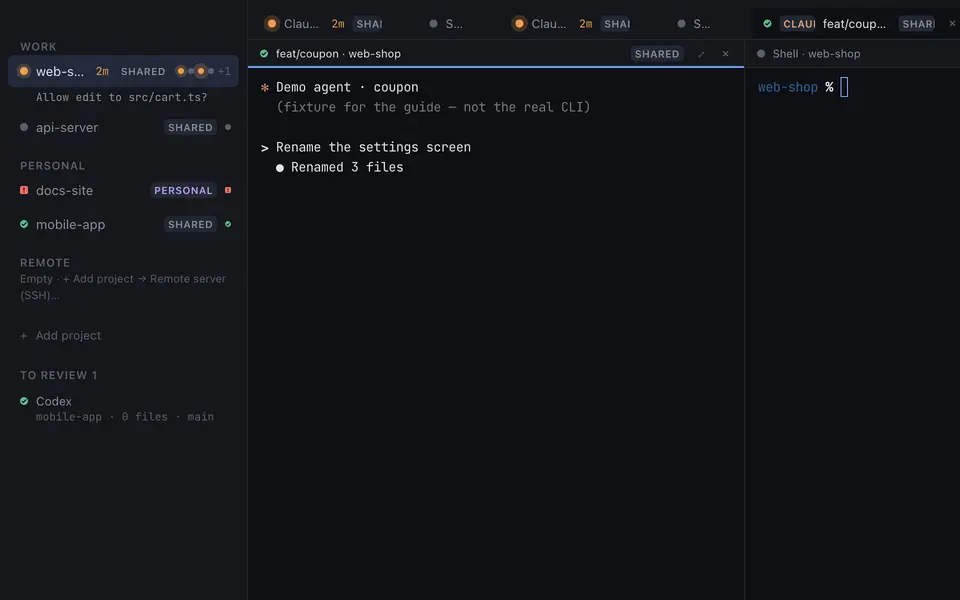 Clau... 2m SHAI S... Clau... 2m SHAI S... CLAUI feat/coup... SHARI ×
WORK
web-s... 2m SHARED +1
Allow edit to src/cart.ts?
api-server SHARED
PERSONAL
docs-site PERSONAL
mobile-app SHARED
REMOTE
Empty · + Add project → Remote server
(SSH)...
+ Add project
TO REVIEW 1
Codex
mobile-app · 0 files · main
feat/coupon · web-shop SHARED ×
✻ Demo agent · coupon
(fixture for the guide — not the real CLI)
> Rename the settings screen
● Renamed 3 files
Shell · web-shop
web-shop %